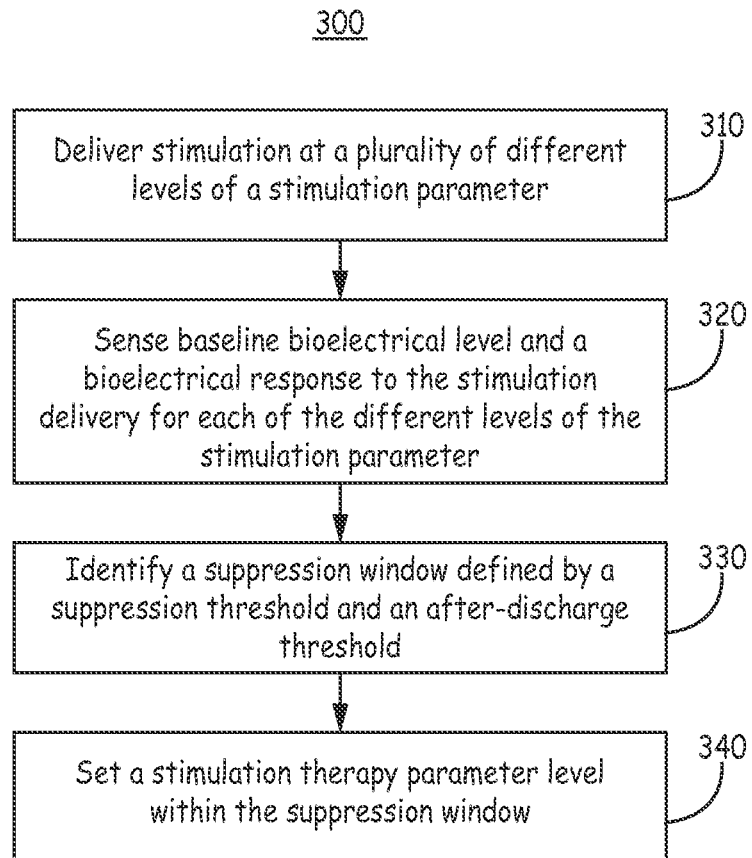 300
310
Deliver stimulation at a plurality of different
levels of a stimulation parameter
320
Sense baseline bioelectrical level and a
bioelectrical response to the stimulation
delivery for each of the different levels of the
stimulation parameter
330
Identify a suppression window defined by a
suppression threshold and an after-discharge
threshold
340
Set a stimulation therapy parameter level
within the suppression window